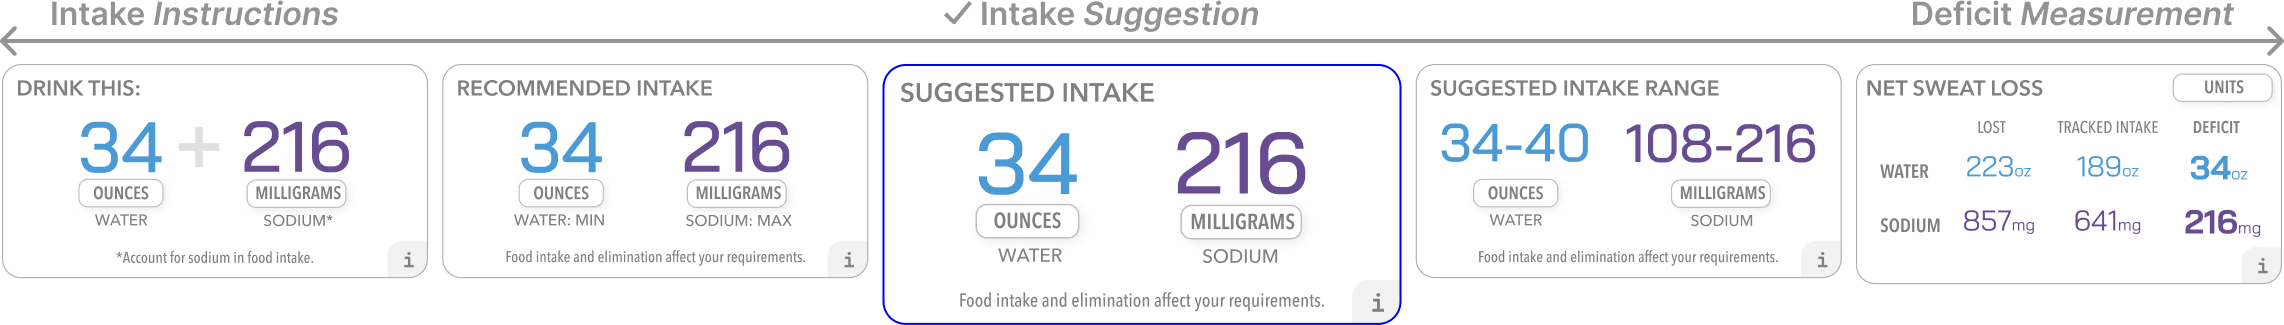 Intake Instructions
✓ Intake Suggestion
Deficit Measurement
DRINK THIS:
34 + 216
OUNCES MILLIGRAMS
WATER SODIUM*
*Account for sodium in food intake.
i
RECOMMENDED INTAKE
34 216
OUNCES MILLIGRAMS
WATER: MIN SODIUM: MAX
Food intake and elimination affect your requirements.
i
SUGGESTED INTAKE
34 216
OUNCES MILLIGRAMS
WATER SODIUM
Food intake and elimination affect your requirements.
i
SUGGESTED INTAKE RANGE
34-40 108-216
OUNCES MILLIGRAMS
WATER SODIUM
Food intake and elimination affect your requirements.
i
NET SWEAT LOSS UNITS
LOST TRACKED INTAKE DEFICIT
WATER 223oz 189oz 34oz
SODIUM 857mg 641mg 216mg
i